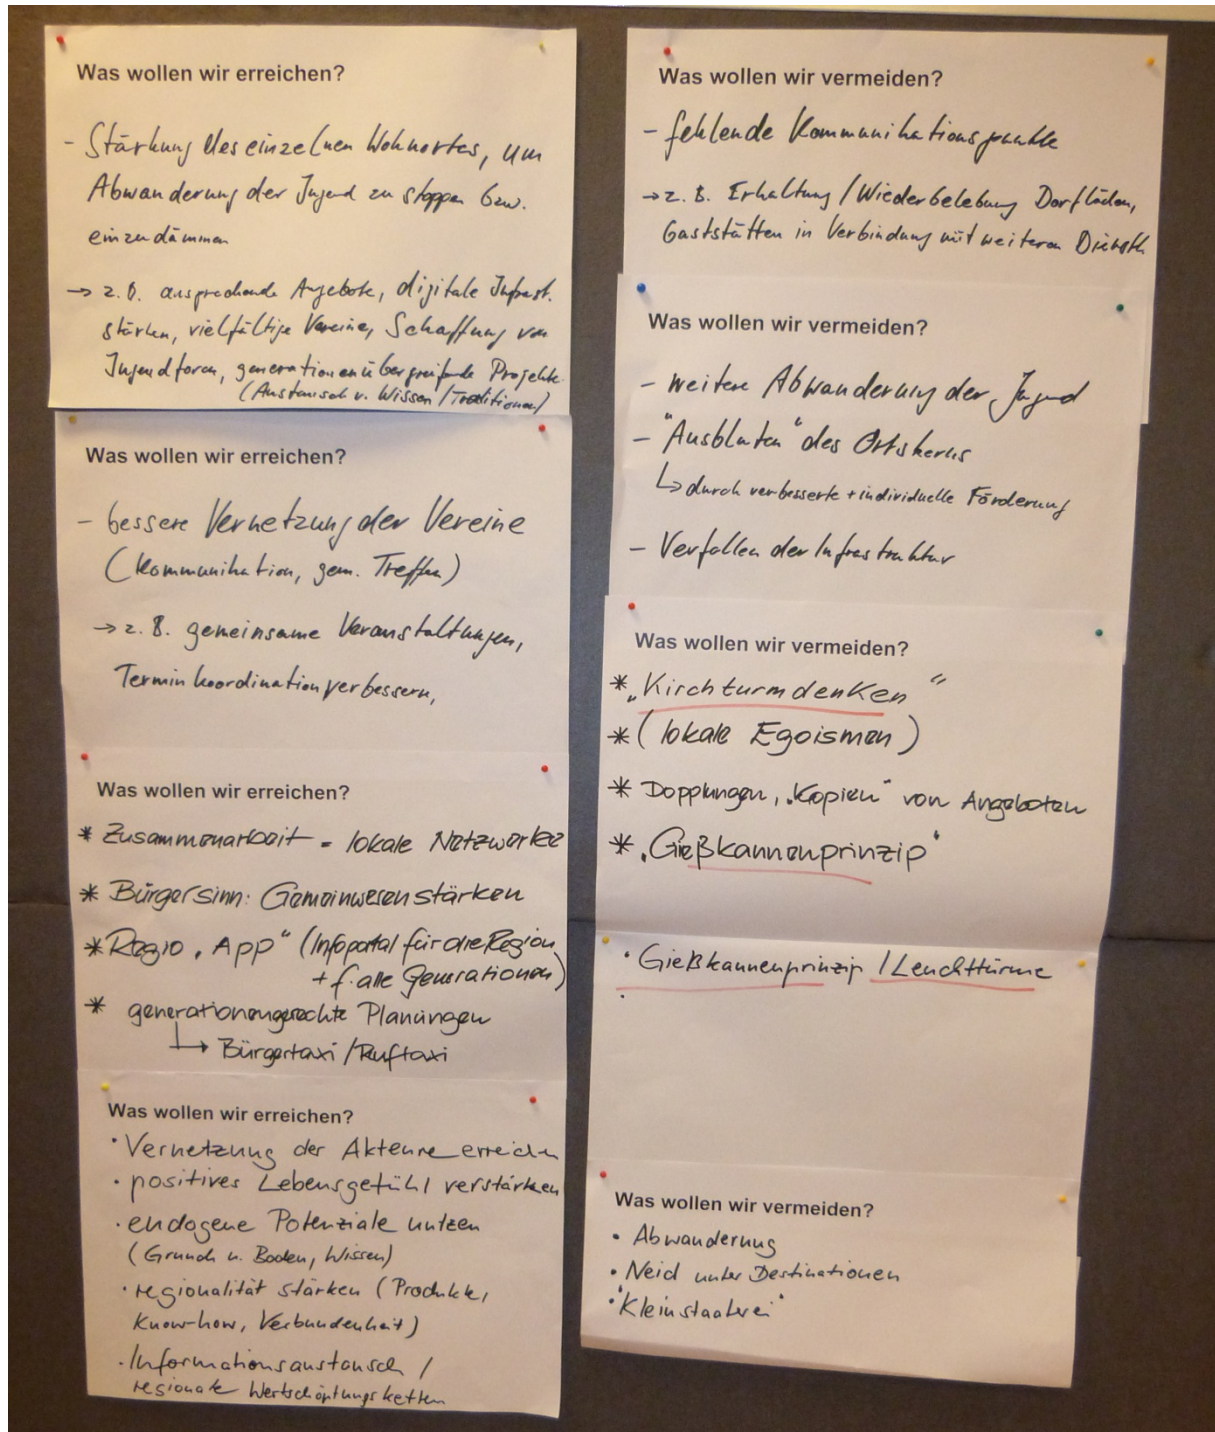 Was wollen wir erreichen?
- Stärkung des einzelnen Wohnortes, um
Abwanderung der Jugend zu stoppen bzw.
einzudämmen
→ z.B. ansprechende Angebote, digitale Infrast.
stärken, vielfältige Vereine, Schaffung von
Jugendforen, generationenübergreifende Projekte
(Austausch v. Wissen / Traditionen)
Was wollen wir erreichen?
- bessere Vernetzung der Vereine
(Kommunikation, gem. Treffen)
→ z.B. gemeinsame Veranstaltungen,
Terminkoordination verbessern,
Was wollen wir erreichen?
* Zusammenarbeit - lokale Netzwerke
* Bürgersinn: Gemeinwesen stärken
* Regio "App" (Infoportal für die Region
+ f. alle Generationen)
* generationengerechte Planungen
↳ Bürgertaxi / Ruftaxi
Was wollen wir erreichen?
· Vernetzung der Akteure erreichen
· positives Lebensgefühl verstärken
· endogene Potenziale nutzen
(Grund u. Boden, Wissen)
· regionalität stärken (Produkte,
Know-how, Verbundenheit)
· Informationsaustausch /
regionale Wertschöpfungsketten
Was wollen wir vermeiden?
- fehlende Kommunikationspunkte
→ z.B. Erhaltung / Wiederbelebung Dorfläden,
Gaststätten in Verbindung mit weiteren Dienstl.
Was wollen wir vermeiden?
- weitere Abwanderung der Jugend
- "Ausbluten" des Ortskerns
↳ durch verbesserte + individuelle Förderung
- Verfallen der Infrastruktur
Was wollen wir vermeiden?
* „Kirchturmdenken"
* (lokale Egoismen)
* Dopplungen, „Kopien" von Angeboten
* „Gießkannenprinzip"
· Gießkannenprinzip / Leuchttürme
·
Was wollen wir vermeiden?
· Abwanderung
· Neid unter Destinationen
· "Kleinstaaterei"